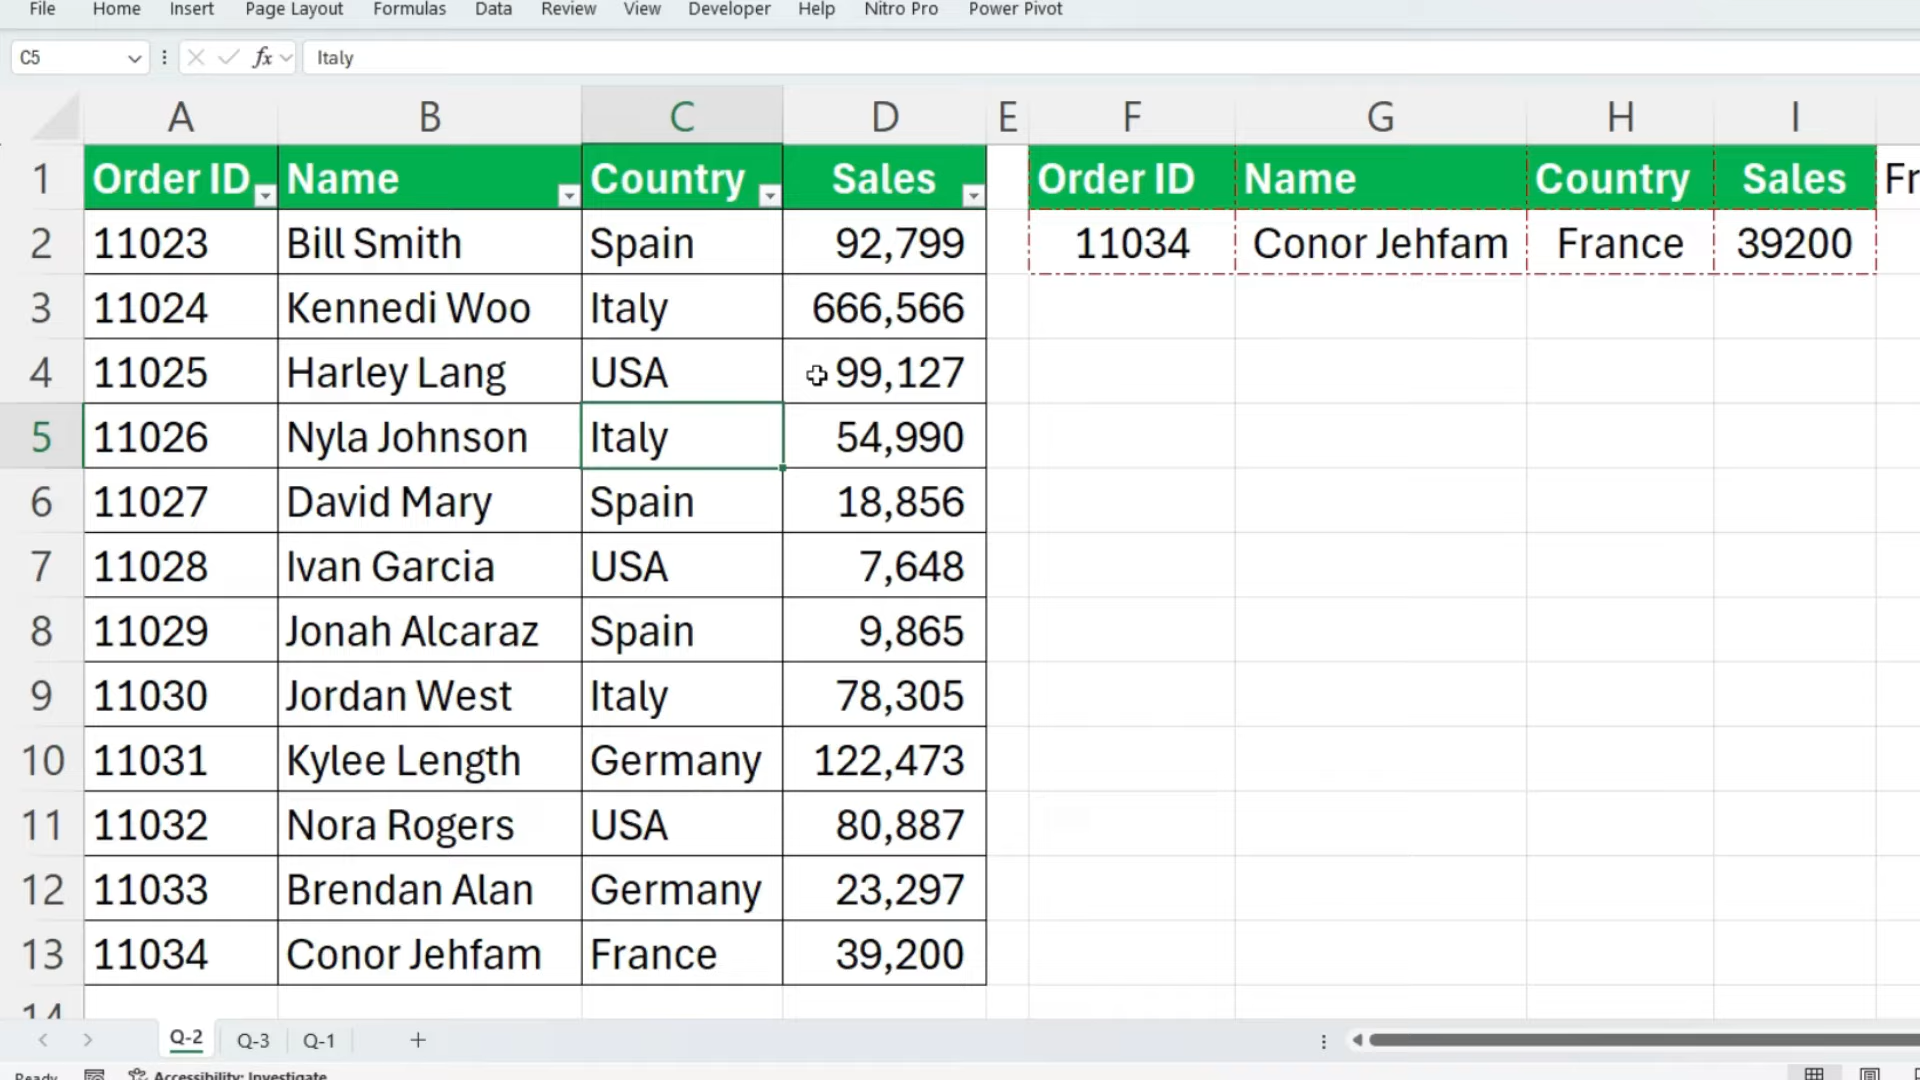 File Home Insert Page Layout Formulas Data Review View Developer Help Nitro Pro Power Pivot
C5 fx Italy
A B C D E F G H I
1 Order ID Name Country Sales Order ID Name Country Sales Fr
2 11023 Bill Smith Spain 92,799 11034 Conor Jehfam France 39200
3 11024 Kennedi Woo Italy 666,566
4 11025 Harley Lang USA 99,127
5 11026 Nyla Johnson Italy 54,990
6 11027 David Mary Spain 18,856
7 11028 Ivan Garcia USA 7,648
8 11029 Jonah Alcaraz Spain 9,865
9 11030 Jordan West Italy 78,305
10 11031 Kylee Length Germany 122,473
11 11032 Nora Rogers USA 80,887
12 11033 Brendan Alan Germany 23,297
13 11034 Conor Jehfam France 39,200
14
Q-2 Q-3 Q-1
Ready Accessibility: Investigate